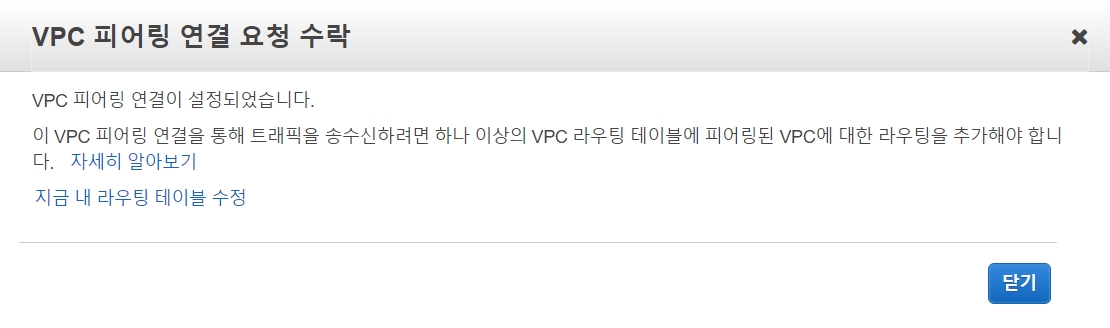 VPC 피어링 연결 요청 수락
VPC 피어링 연결이 설정되었습니다.
이 VPC 피어링 연결을 통해 트래픽을 송수신하려면 하나 이상의 VPC 라우팅 테이블에 피어링된 VPC에 대한 라우팅을 추가해야 합니
다. 자세히 알아보기
지금 내 라우팅 테이블 수정
닫기